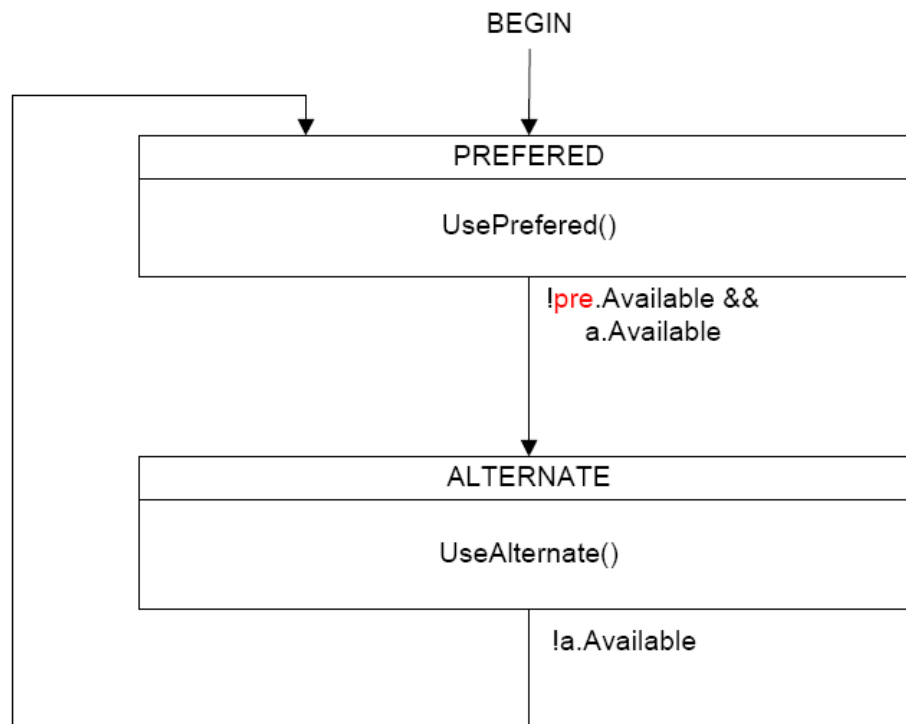 BEGIN
PREFERED
UsePrefered()
!pre.Available &&
a.Available
ALTERNATE
UseAlternate()
!a.Available